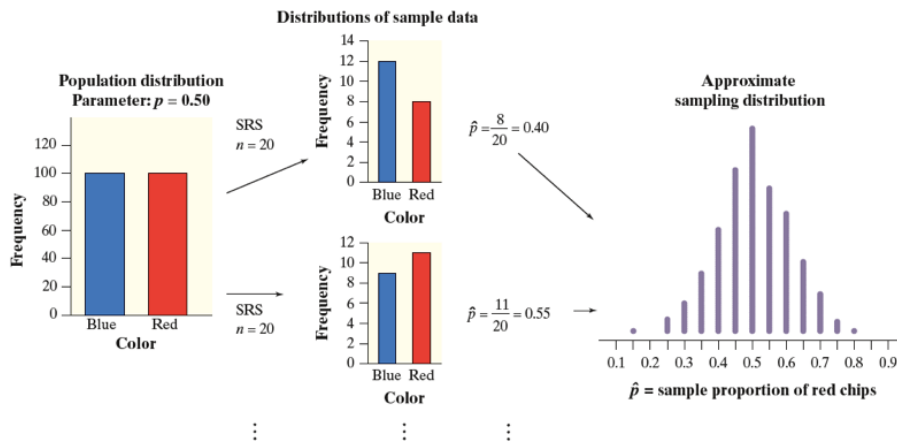 Distributions of sample data
Population distribution
Parameter: p = 0.50
Frequency
120
100
80
60
40
20
0
Blue Red
Color
SRS
n = 20
SRS
n = 20
Frequency
14
12
10
8
6
4
2
0
Blue Red
Color
Frequency
12
10
8
6
4
2
0
Blue Red
Color
p̂ = 8/20 = 0.40
p̂ = 11/20 = 0.55
Approximate
sampling distribution
0.1 0.2 0.3 0.4 0.5 0.6 0.7 0.8 0.9
p̂ = sample proportion of red chips
⋮ ⋮ ⋮